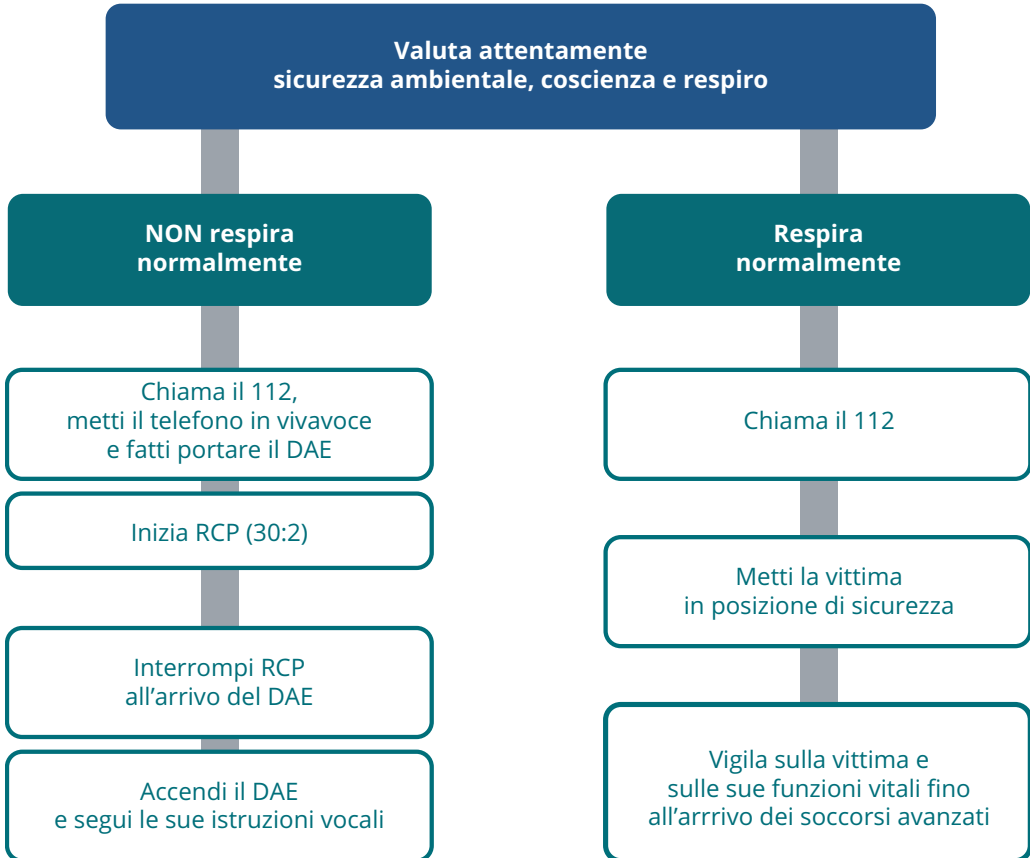 Valuta attentamente
sicurezza ambientale, coscienza e respiro
NON respira
normalmente
Chiama il 112,
metti il telefono in vivavoce
e fatti portare il DAE
Inizia RCP (30:2)
Interrompi RCP
all’arrivo del DAE
Accendi il DAE
e segui le sue istruzioni vocali
Respira
normalmente
Chiama il 112
Metti la vittima
in posizione di sicurezza
Vigila sulla vittima e
sulle sue funzioni vitali fino
all’arrrivo dei soccorsi avanzati